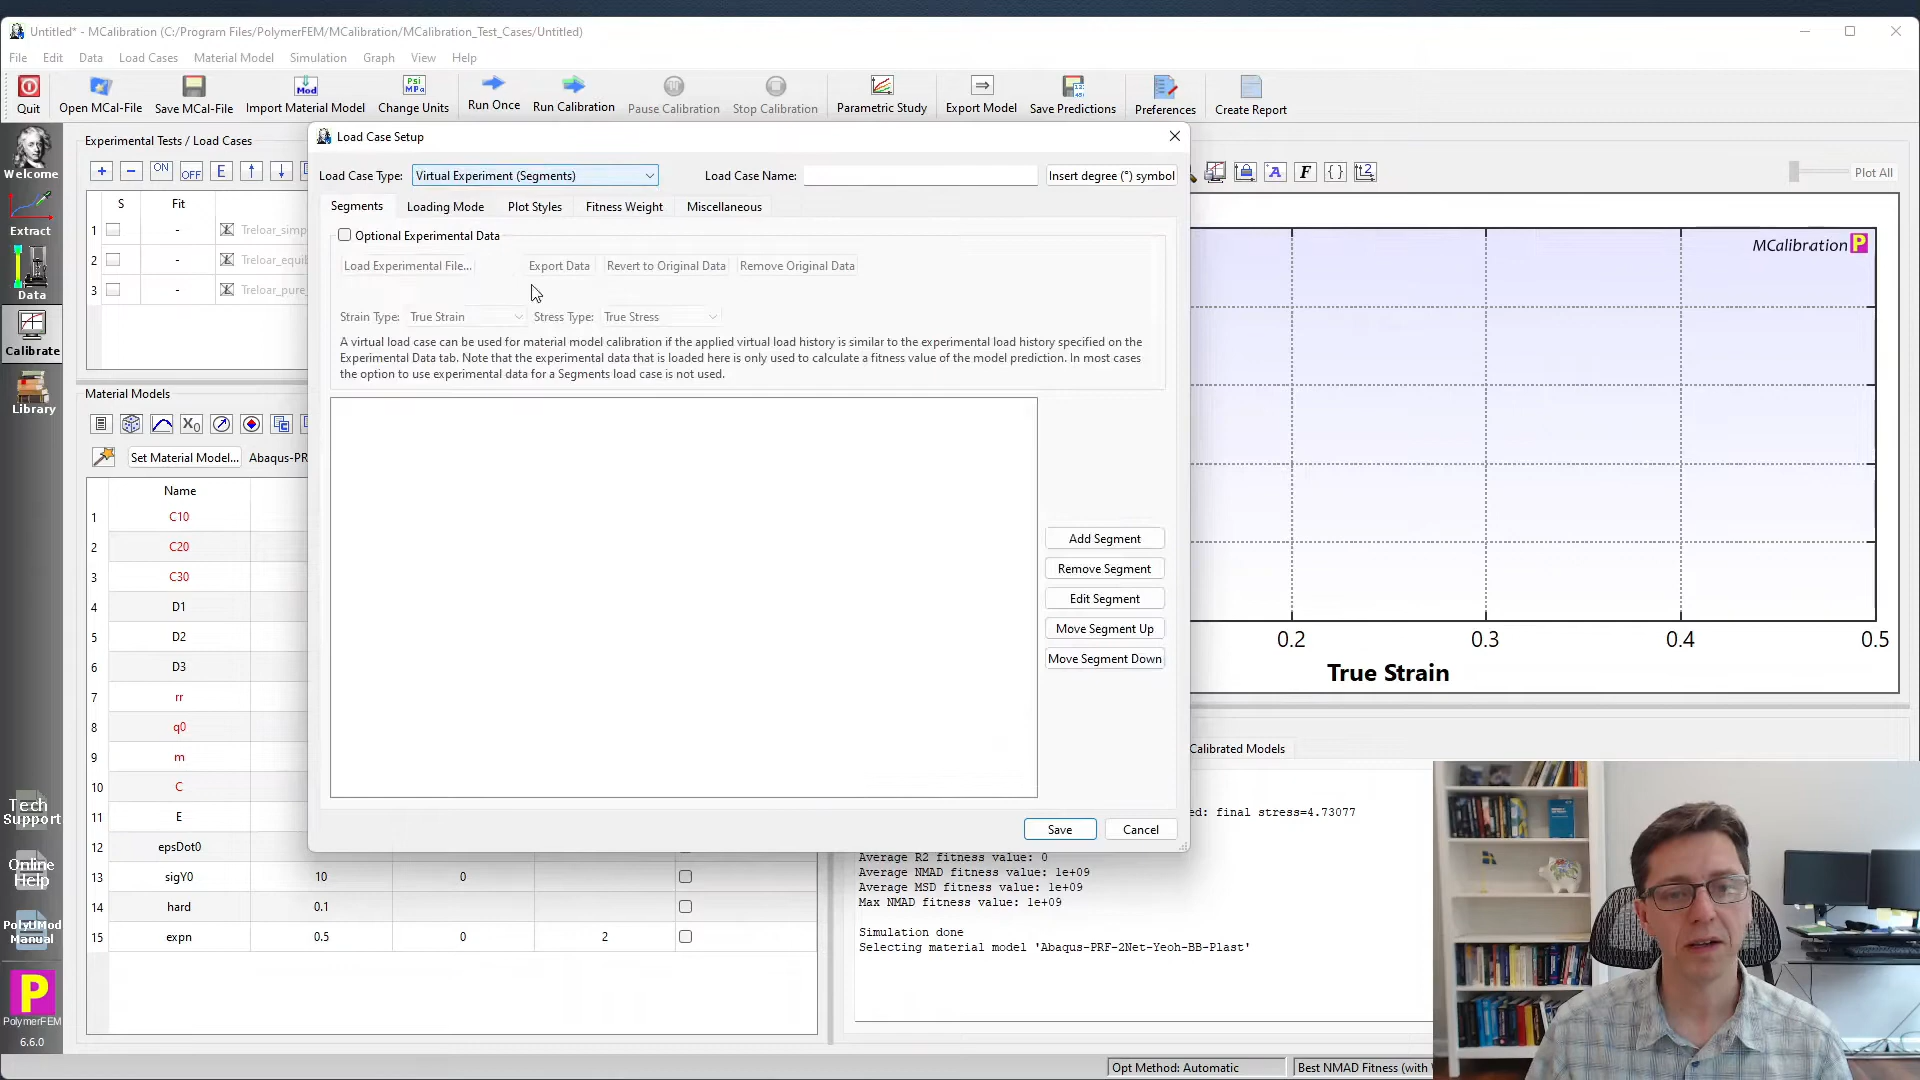 Untitled* - MCalibration (C:/Program Files/PolymerFEM/MCalibration/MCalibration_Test_Cases/Untitled)
File Edit Data Load Cases Material Model Simulation Graph View Help
Mod
Psi
MPa
Quit Open MCal-File Save MCal-File Import Material Model Change Units Run Once Run Calibration Pause Calibration Stop Calibration Parametric Study Export Model Save Predictions Preferences Create Report
Welcome
Extract
Data
Calibrate
Library
Tech
Support
Online
Help
PolyUMod
Manual
P
PolymerFEM
6.6.0
Experimental Tests / Load Cases
+ - ON OFF E
S Fit
1 - Treloar_simp
2 - Treloar_equi
3 - Treloar_pure_
Material Models
X0
Set Material Model... Abaqus-PR
Name
1 C10
2 C20
3 C30
4 D1
5 D2
6 D3
7 rr
8 q0
9 m
10 C
11 E
12 epsDot0
13 sigY0 10 0
14 hard 0.1
15 expn 0.5 0 2
Load Case Setup
Load Case Type: Virtual Experiment (Segments) Load Case Name: Insert degree (°) symbol
Segments Loading Mode Plot Styles Fitness Weight Miscellaneous
Optional Experimental Data
Load Experimental File... Export Data Revert to Original Data Remove Original Data
Strain Type: True Strain Stress Type: True Stress
A virtual load case can be used for material model calibration if the applied virtual load history is similar to the experimental load history specified on the
Experimental Data tab. Note that the experimental data that is loaded here is only used to calculate a fitness value of the model prediction. In most cases
the option to use experimental data for a Segments load case is not used.
Add Segment
Remove Segment
Edit Segment
Move Segment Up
Move Segment Down
Save Cancel
A F { } Plot All
MCalibration P
0.2 0.3 0.4 0.5
True Strain
Calibrated Models
ed: final stress=4.73077
Average R2 fitness value: 0
Average NMAD fitness value: 1e+09
Average MSD fitness value: 1e+09
Max NMAD fitness value: 1e+09
Simulation done
Selecting material model 'Abaqus-PRF-2Net-Yeoh-BB-Plast'
Opt Method: Automatic Best NMAD Fitness (with